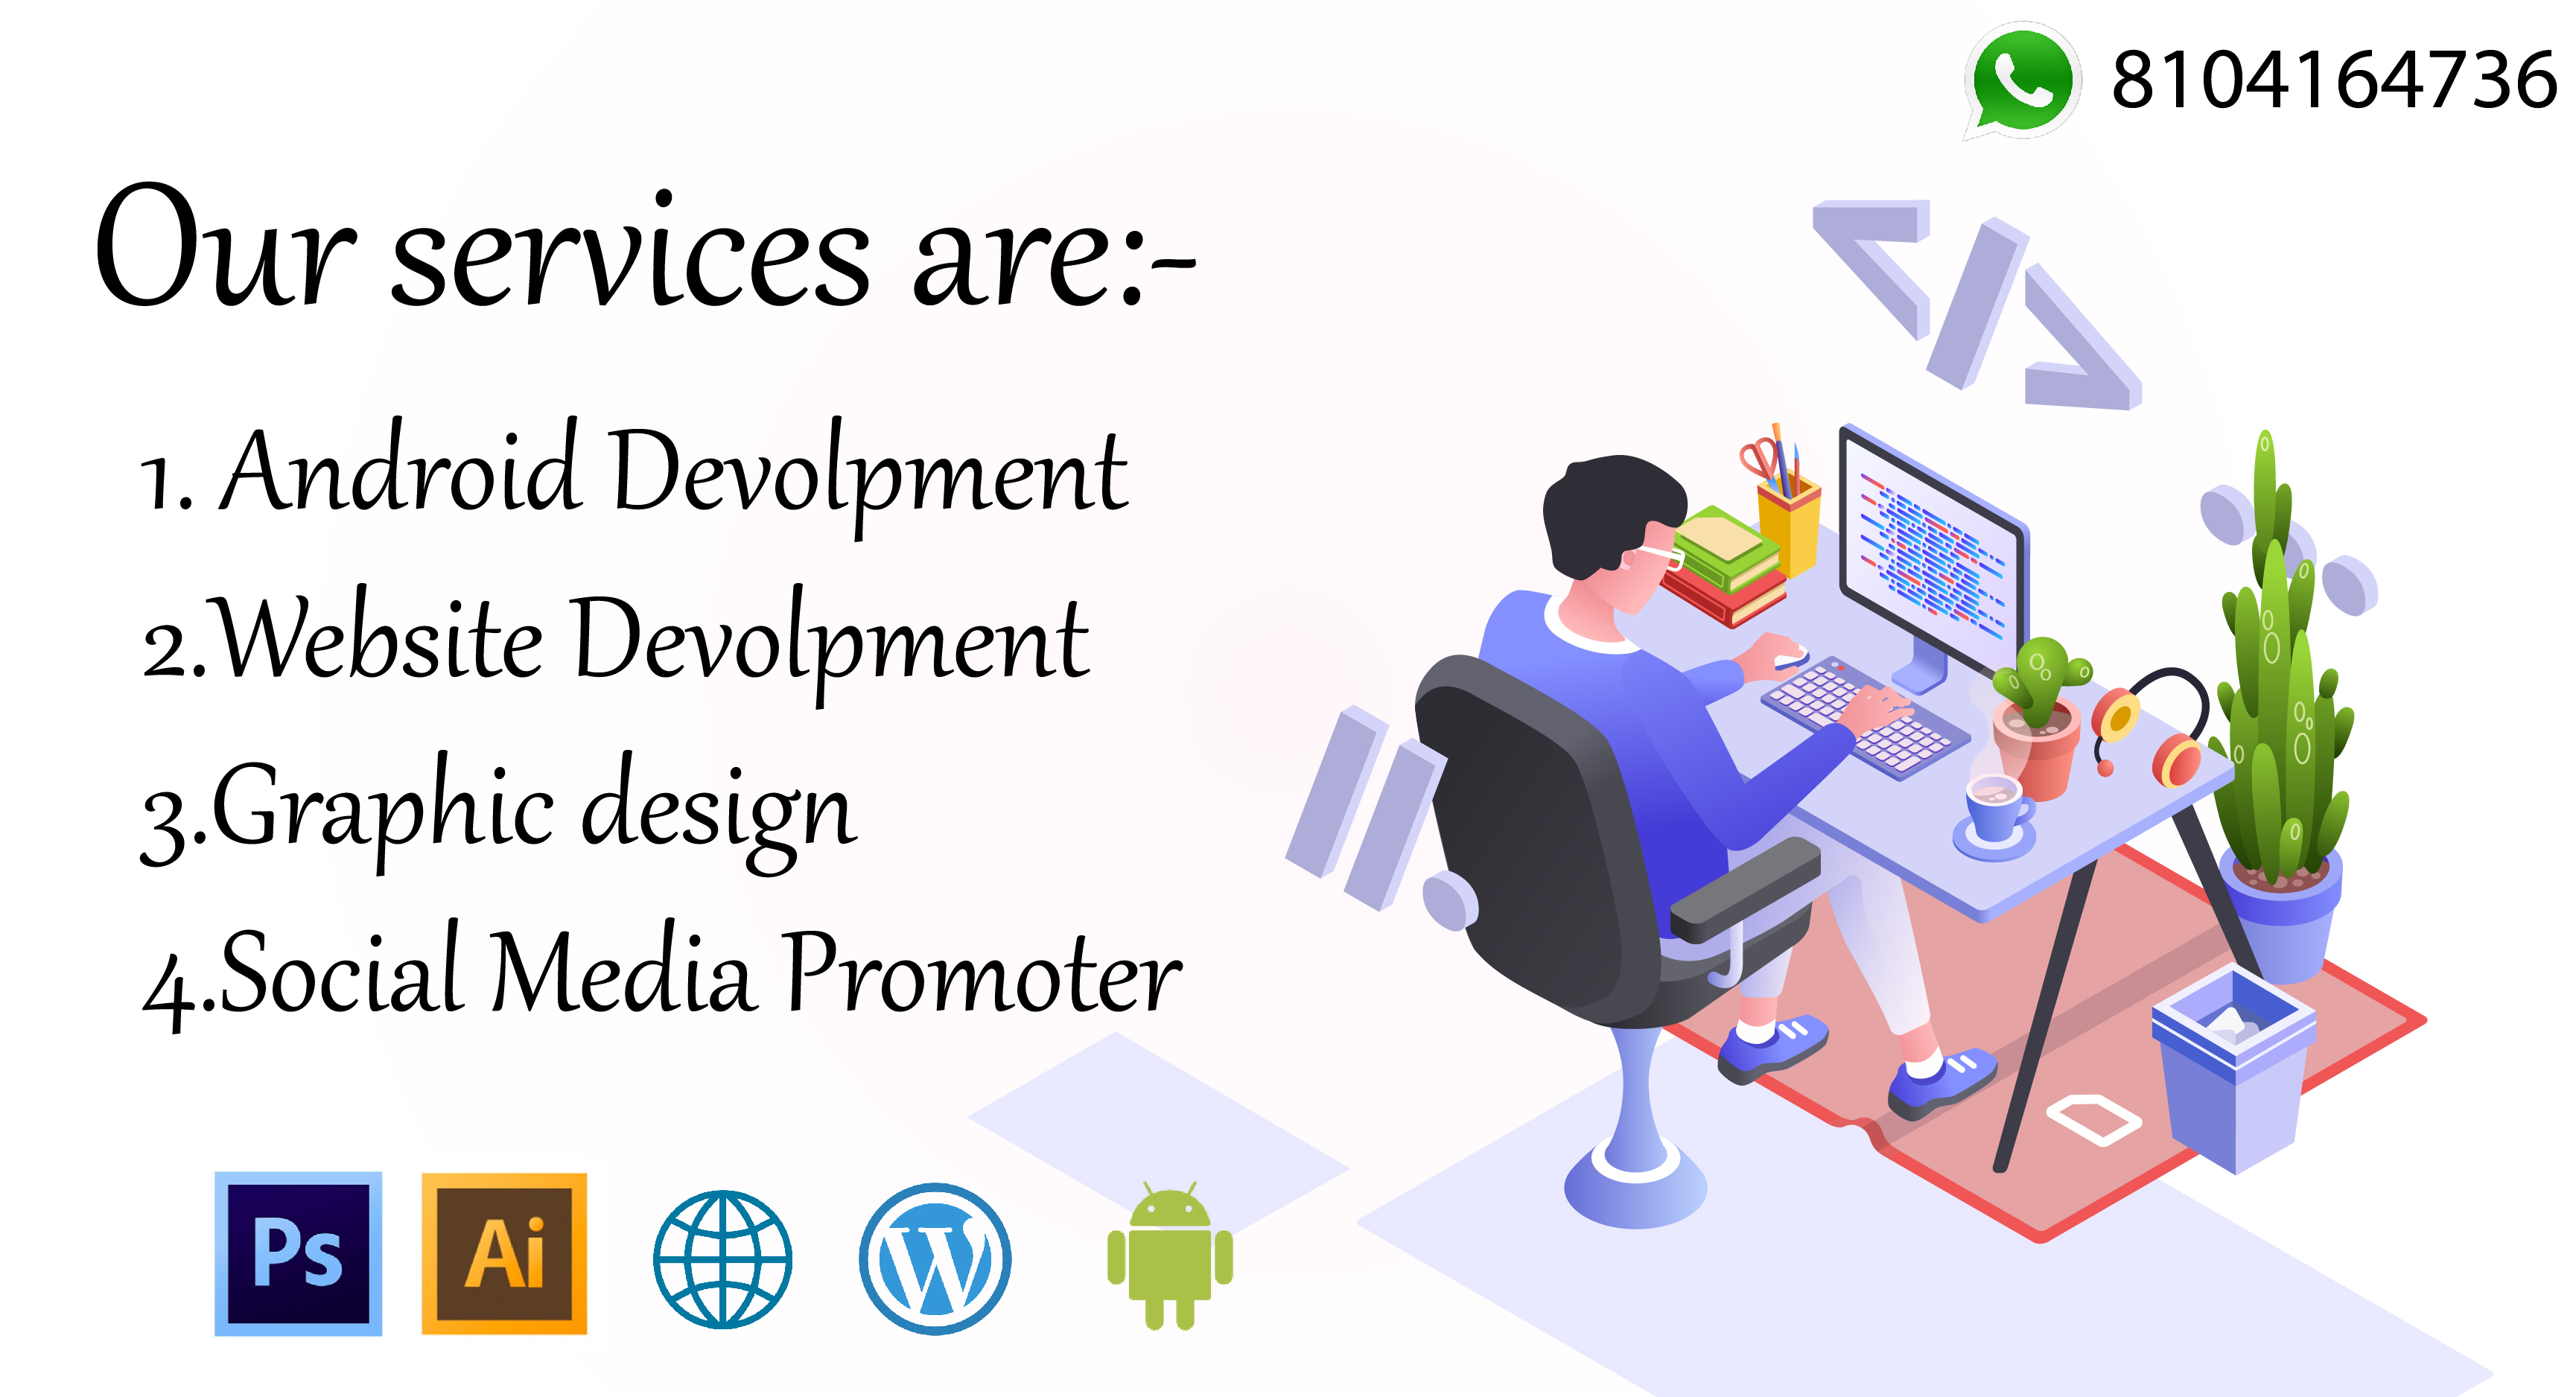 8104164736
Our services are:-
1. Android Devolpment
2.Website Devolpment
3.Graphic design
4.Social Media Promoter
Ps Ai W